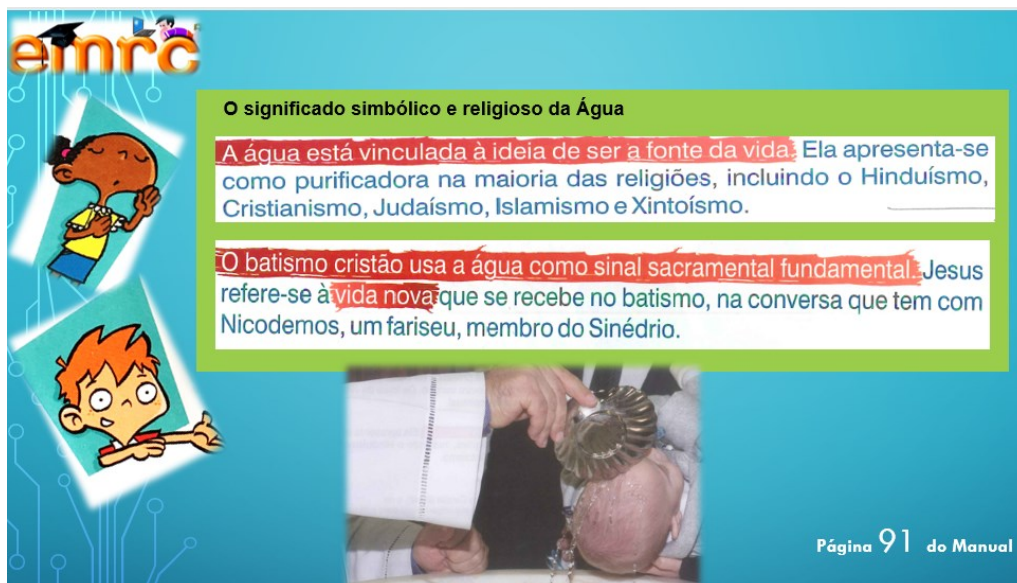 emrc
O significado simbólico e religioso da Água
A água está vinculada à ideia de ser a fonte da vida. Ela apresenta-se
como purificadora na maioria das religiões, incluindo o Hinduísmo,
Cristianismo, Judaísmo, Islamismo e Xintoísmo.
O batismo cristão usa a água como sinal sacramental fundamental. Jesus
refere-se à vida nova que se recebe no batismo, na conversa que tem com
Nicodemos, um fariseu, membro do Sinédrio.
Página 91 do Manual